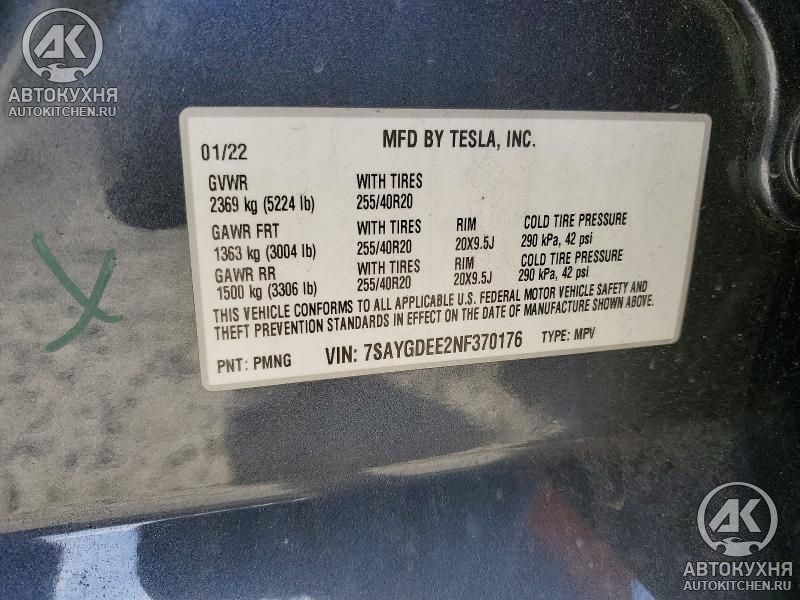 AK
АВТОКУХНЯ
AUTOKITCHEN.RU
01/22 MFD BY TESLA, INC.
GVWR WITH TIRES
2369 kg (5224 lb) 255/40R20
GAWR FRT WITH TIRES RIM COLD TIRE PRESSURE
1363 kg (3004 lb) 255/40R20 20X9.5J 290 kPa, 42 psi
GAWR RR WITH TIRES RIM COLD TIRE PRESSURE
1500 kg (3306 lb) 255/40R20 20X9.5J 290 kPa, 42 psi
THIS VEHICLE CONFORMS TO ALL APPLICABLE U.S. FEDERAL MOTOR VEHICLE SAFETY AND
THEFT PREVENTION STANDARDS IN EFFECT ON THE DATE OF MANUFACTURE SHOWN ABOVE.
PNT: PMNG VIN: 7SAYGDEE2NF370176 TYPE: MPV
AK
АВТОКУХНЯ
AUTOKITCHEN.RU